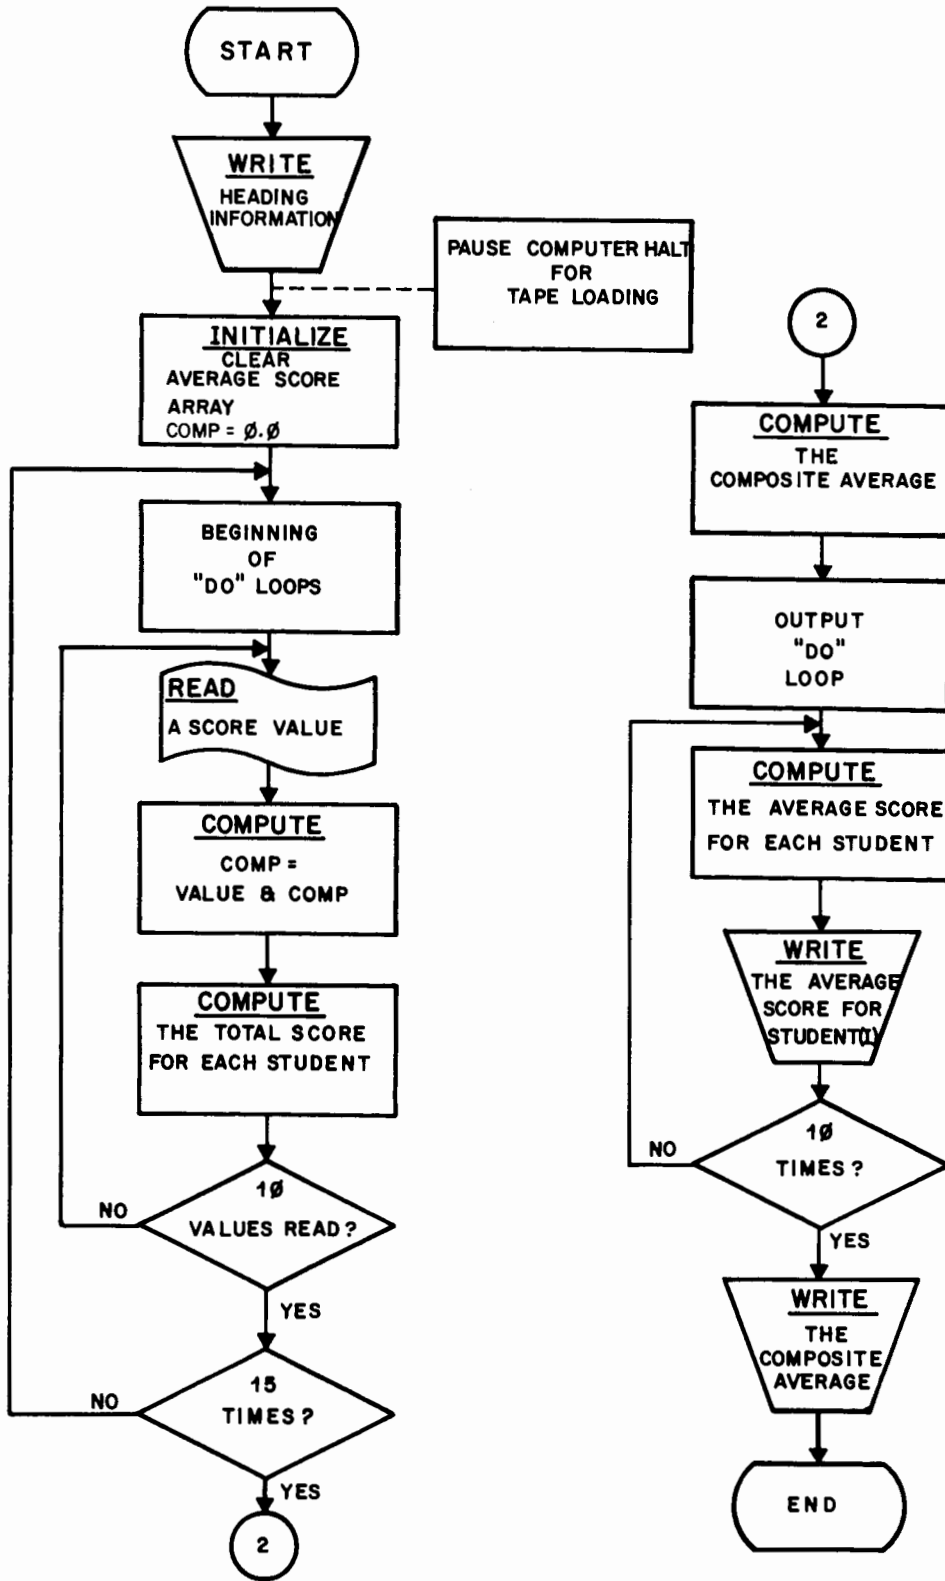 START
WRITE
HEADING
INFORMATION
PAUSE COMPUTER HALT
FOR
TAPE LOADING
INITIALIZE
CLEAR
AVERAGE SCORE
ARRAY
COMP = Ø.Ø
BEGINNING
OF
"DO" LOOPS
READ
A SCORE VALUE
COMPUTE
COMP =
VALUE & COMP
COMPUTE
THE TOTAL SCORE
FOR EACH STUDENT
1Ø
VALUES READ?
NO
YES
15
TIMES?
NO
YES
2
2
COMPUTE
THE
COMPOSITE AVERAGE
OUTPUT
"DO"
LOOP
COMPUTE
THE AVERAGE SCORE
FOR EACH STUDENT
WRITE
THE AVERAGE
SCORE FOR
STUDENT(I)
1Ø
TIMES?
NO
YES
WRITE
THE
COMPOSITE
AVERAGE
END